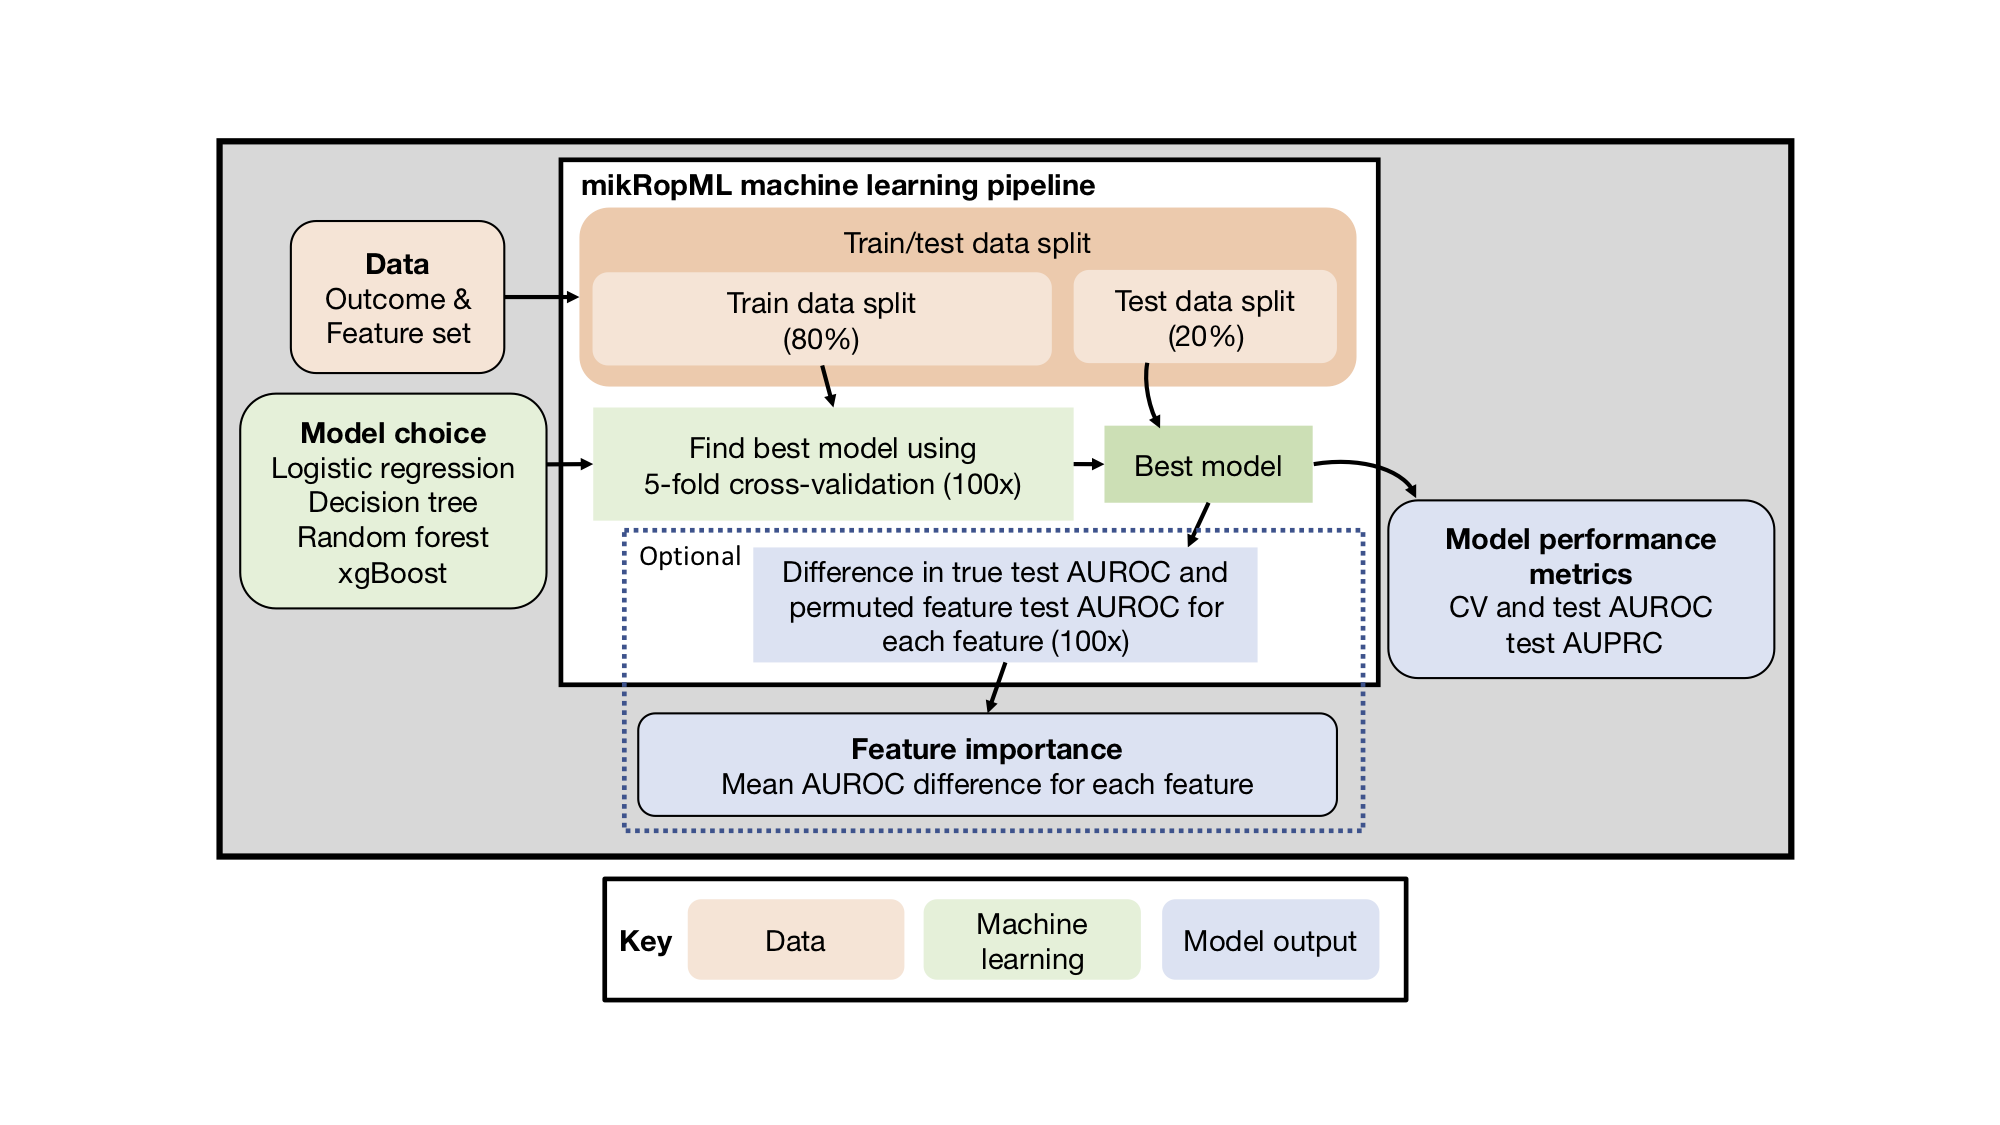 mikRopML machine learning pipeline
Data
Outcome &
Feature set
Train/test data split
Train data split
(80%)
Test data split
(20%)
Model choice
Logistic regression
Decision tree
Random forest
xgBoost
Find best model using
5-fold cross-validation (100x)
Best model
Model performance
metrics
CV and test AUROC
test AUPRC
Optional
Difference in true test AUROC and
permuted feature test AUROC for
each feature (100x)
Feature importance
Mean AUROC difference for each feature
Key
Data
Machine
learning
Model output